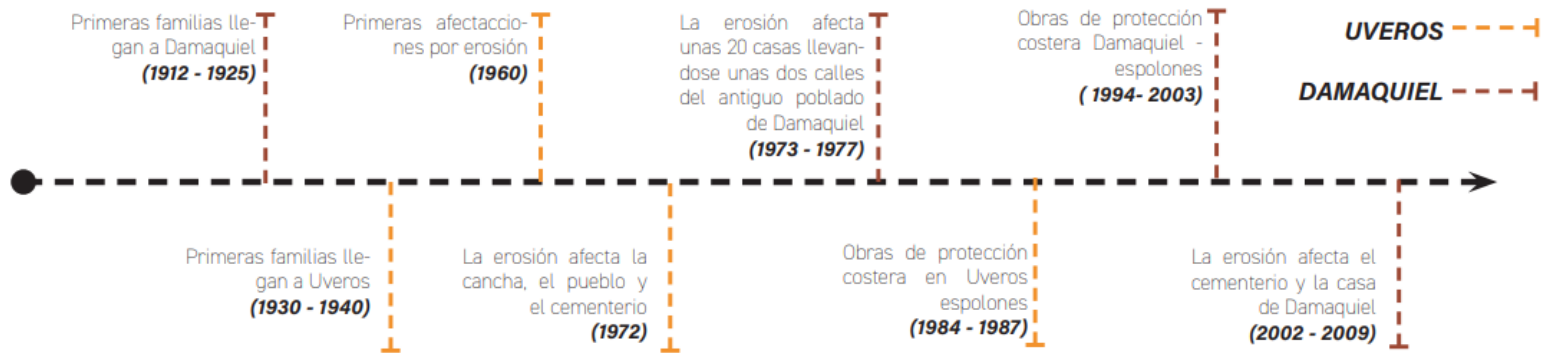 Primeras familias lle-
gan a Damaquiel
(1912 - 1925)
Primeras afectaccio-
nes por erosión
(1960)
La erosión afecta
unas 20 casas llevan-
dose unas dos calles
del antiguo poblado
de Damaquiel
(1973 - 1977)
Obras de protección
costera Damaquiel -
espolones
( 1994- 2003)
UVEROS
DAMAQUIEL
Primeras familias lle-
gan a Uveros
(1930 - 1940)
La erosión afecta la
cancha, el pueblo y
el cementerio
(1972)
Obras de protección
costera en Uveros
espolones
(1984 - 1987)
La erosión afecta el
cementerio y la casa
de Damaquiel
(2002 - 2009)